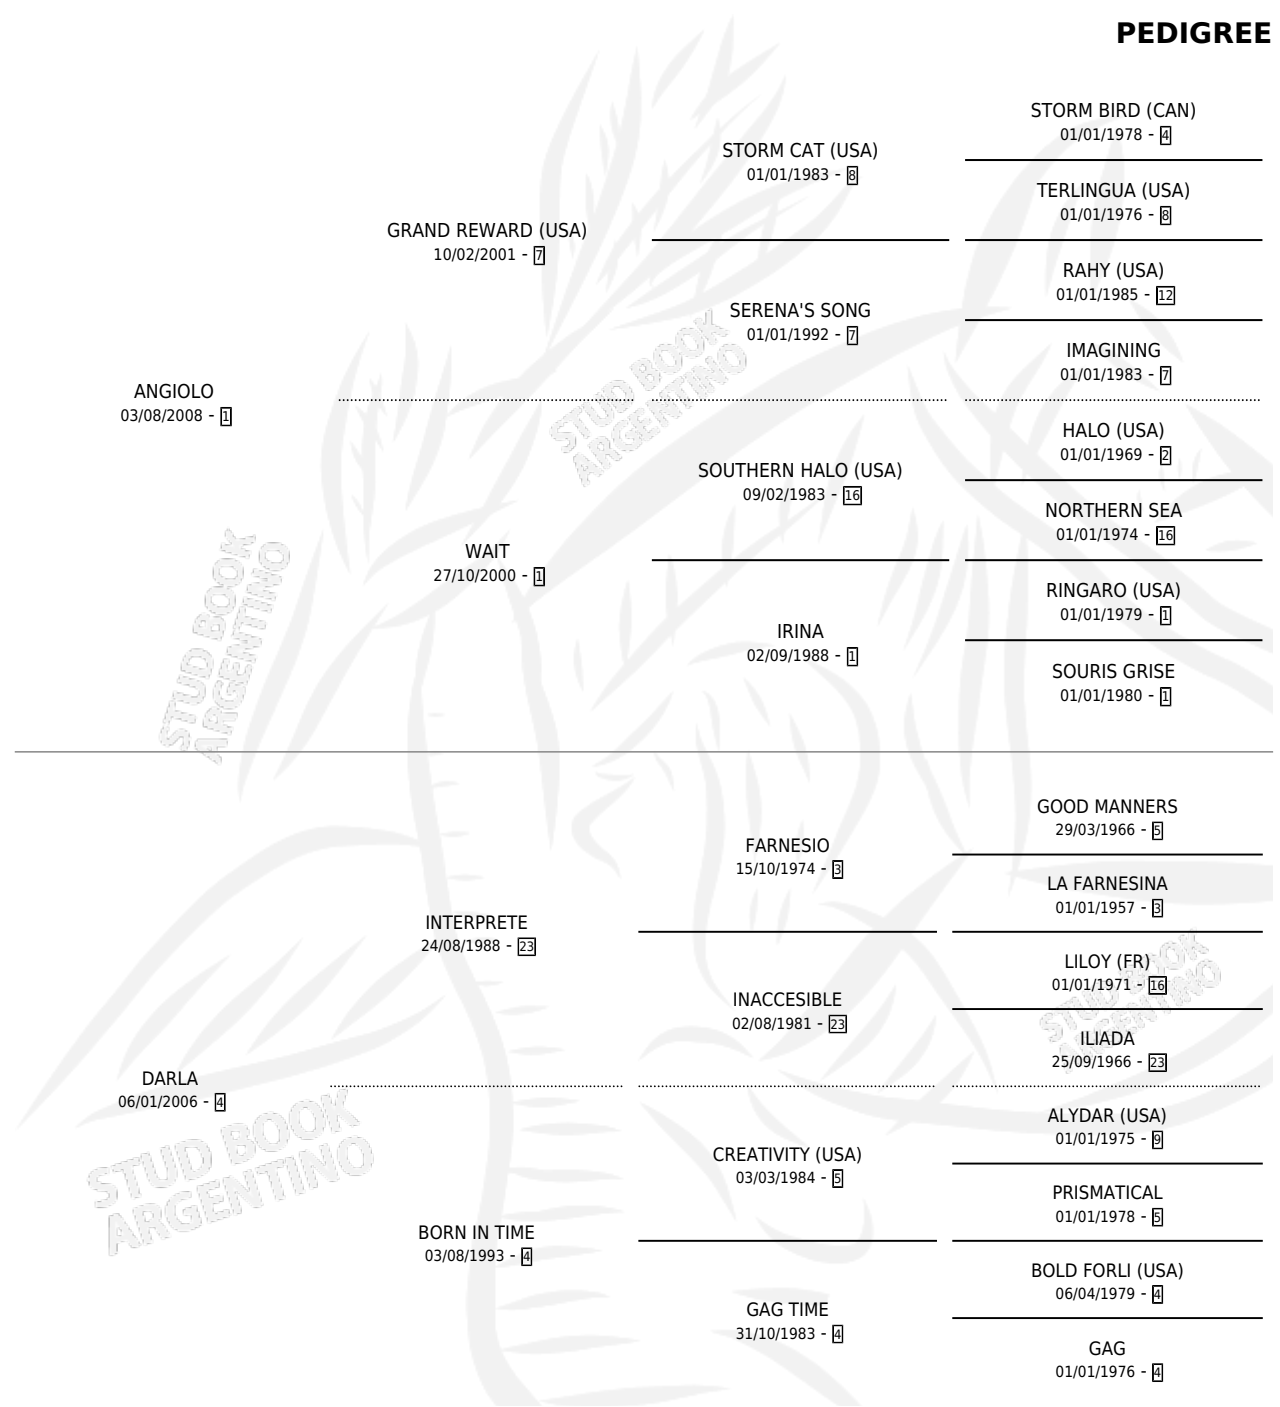 PEDIGREE
STORM BIRD (CAN)
01/01/1978 - 4
STORM CAT (USA)
01/01/1983 - 8
TERLINGUA (USA)
01/01/1976 - 8
GRAND REWARD (USA)
10/02/2001 - 7
RAHY (USA)
01/01/1985 - 12
SERENA'S SONG
01/01/1992 - 7
IMAGINING
01/01/1983 - 7
ANGIOLO
03/08/2008 - 1
STUD BOOK
ARGENTINO
HALO (USA)
01/01/1969 - 2
SOUTHERN HALO (USA)
09/02/1983 - 16
NORTHERN SEA
01/01/1974 - 16
WAIT
27/10/2000 - 1
RINGARO (USA)
01/01/1979 - 1
IRINA
02/09/1988 - 1
SOURIS GRISE
01/01/1980 - 1
STUD BOOK
ARGENTINO
GOOD MANNERS
29/03/1966 - 5
FARNESIO
15/10/1974 - 3
LA FARNESINA
01/01/1957 - 3
INTERPRETE
24/08/1988 - 23
LILOY (FR)
01/01/1971 - 16
INACCESIBLE
02/08/1981 - 23
STUD BOOK
ARGENTINO
ILIADA
25/09/1966 - 23
DARLA
06/01/2006 - 4
ALYDAR (USA)
01/01/1975 - 9
CREATIVITY (USA)
03/03/1984 - 5
STUD BOOK
ARGENTINO
PRISMATICAL
01/01/1978 - 5
BORN IN TIME
03/08/1993 - 4
BOLD FORLI (USA)
06/04/1979 - 4
GAG TIME
31/10/1983 - 4
GAG
01/01/1976 - 4